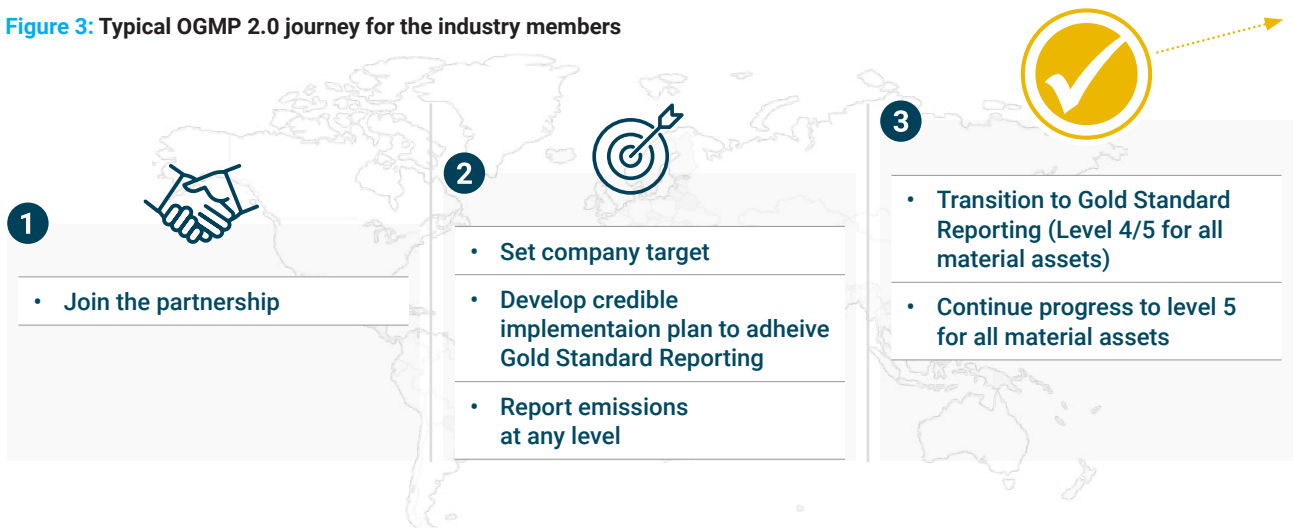 Figure 3: Typical OGMP 2.0 journey for the industry members
1
• Join the partnership
2
• Set company target
• Develop credible
implementaion plan to adheive
Gold Standard Reporting
• Report emissions
at any level
3
• Transition to Gold Standard
Reporting (Level 4/5 for all
material assets)
• Continue progress to level 5
for all material assets